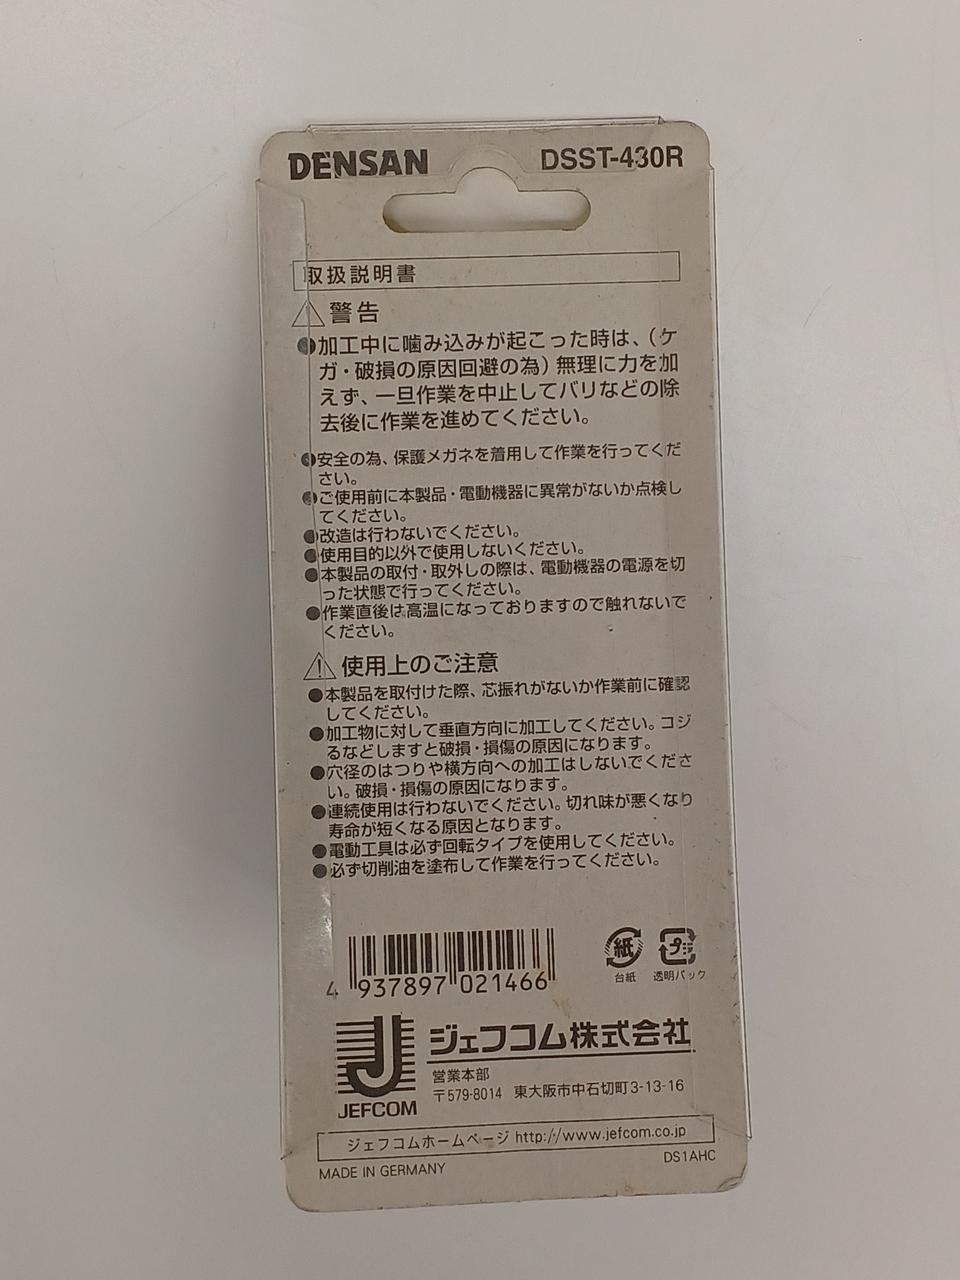 DENSAN
DSST-430R
取扱説明書
警告
●加工中に噛み込みが起こった時は、（ケ
ガ・破損の原因回避の為）無理に力を加
えず、一旦作業を中止してバリなどの除
去後に作業を進めてください。
●安全の為、保護メガネを着用して作業を行ってくだ
さい。
●ご使用前に本製品・電動機器に異常がないか点検し
てください。
●改造は行わないでください。
●使用目的以外で使用しないください。
●本製品の取付・取外しの際は、電動機器の電源を切
った状態で行ってください。
●作業直後は高温になっておりますので触れないで
ください。
使用上のご注意
●本製品を取付けた際、芯振れがないか作業前に確認
してください。
●加工物に対して垂直方向に加工してください。コジ
るなどしますと破損・損傷の原因になります。
●穴径のはつりや横方向への加工はしないでくださ
い。破損・損傷の原因になります。
●連続使用は行わないでください。切れ味が悪くなり
寿命が短くなる原因となります。
●電動工具は必ず回転タイプを使用してください。
●必ず切削油を塗布して作業を行ってください。
4 937897 021466
紙 プラ
台紙 透明パック
JEFCOM
ジェフコム株式会社
営業本部
〒579-8014 東大阪市中石切町3-13-16
ジェフコムホームページ http://www.jefcom.co.jp
MADE IN GERMANY
DS1AHC